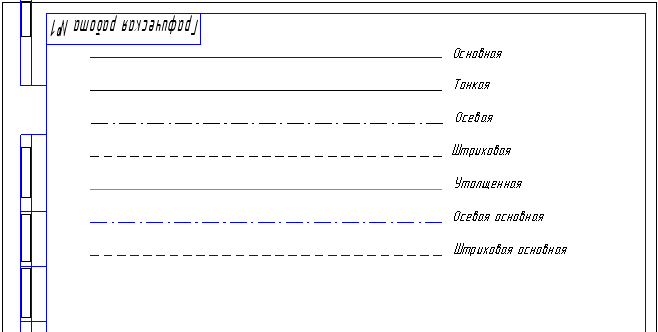 Графическая работа №1
Основная
Тонкая
Осевая
Штриховая
Утолщенная
Осевая основная
Штриховая основная